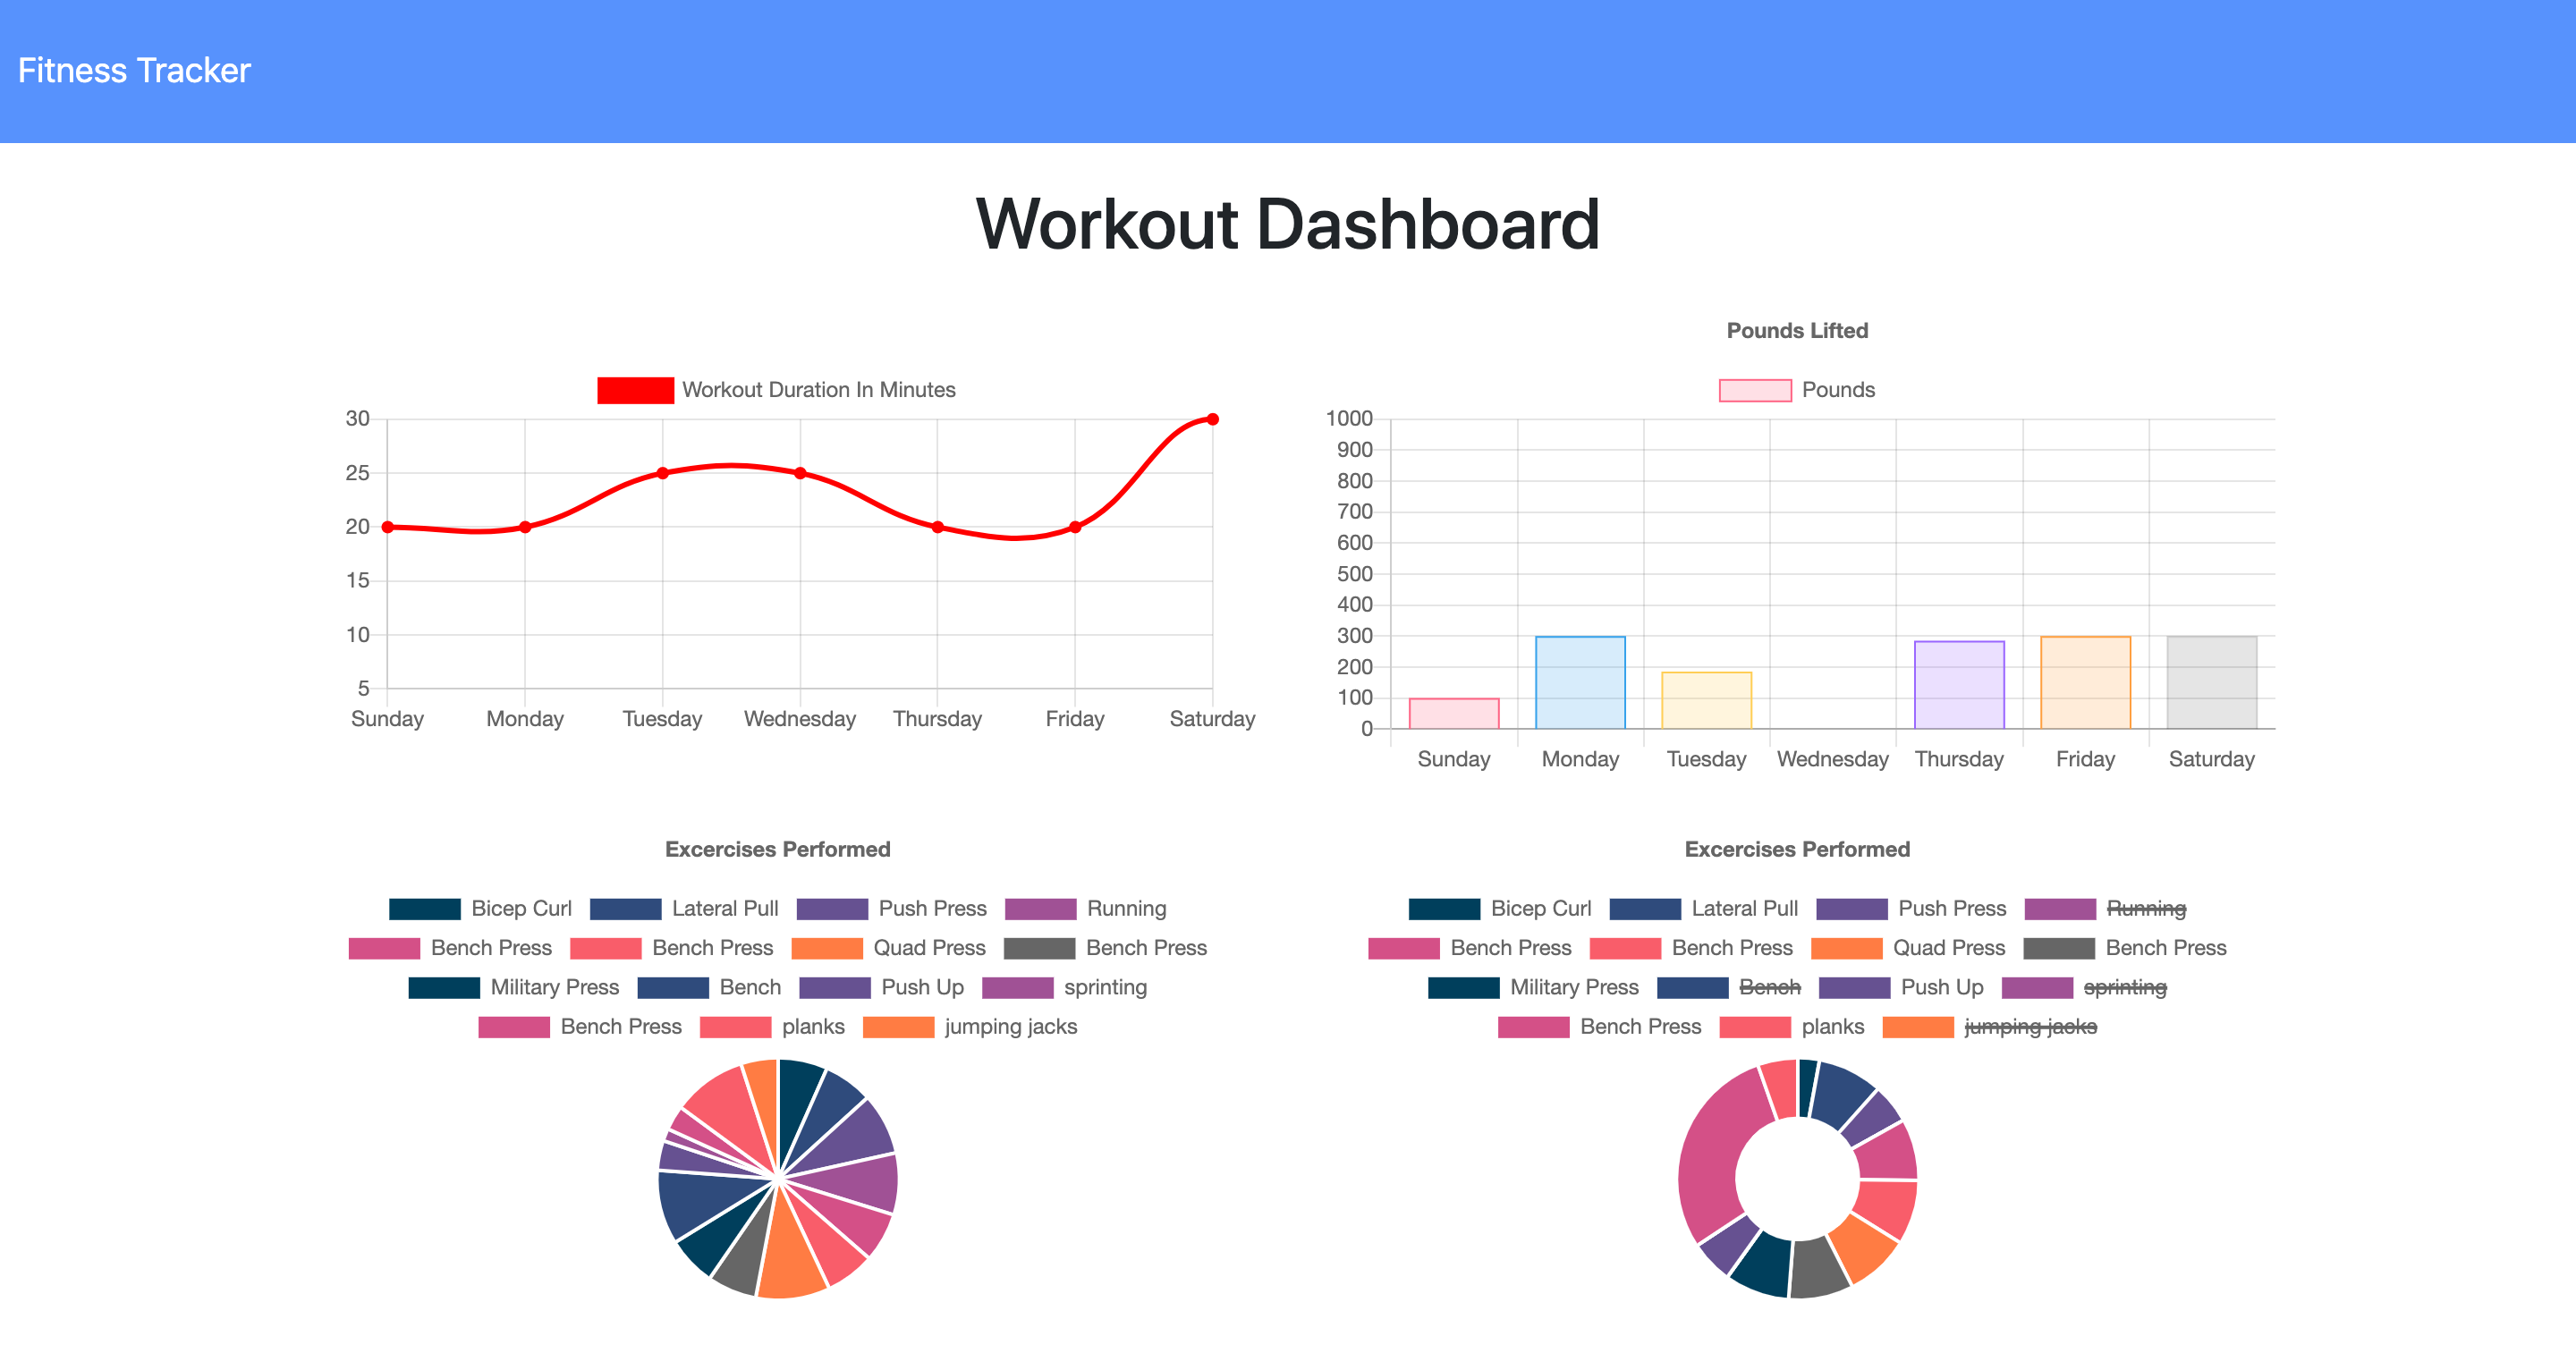 Fitness Tracker
Workout Dashboard
Workout Duration In Minutes
30
25
20
15
10
5
Sunday Monday Tuesday Wednesday Thursday Friday Saturday
Pounds Lifted
Pounds
1000
900
800
700
600
500
400
300
200
100
0
Sunday Monday Tuesday Wednesday Thursday Friday Saturday
Excercises Performed
Bicep Curl Lateral Pull Push Press Running
Bench Press Bench Press Quad Press Bench Press
Military Press Bench Push Up sprinting
Bench Press planks jumping jacks
Excercises Performed
Bicep Curl Lateral Pull Push Press Running
Bench Press Bench Press Quad Press Bench Press
Military Press Bench Push Up sprinting
Bench Press planks jumping jacks